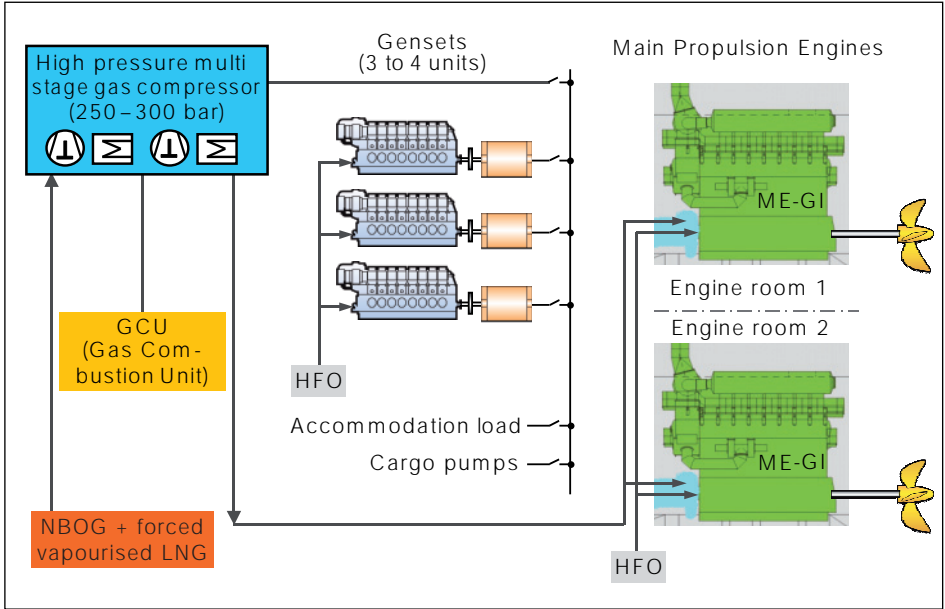 High pressure multi
stage gas compressor
(250–300 bar)
Gensets
(3 to 4 units)
Main Propulsion Engines
ME-GI
Engine room 1
Engine room 2
GCU
(Gas Com-
bustion Unit)
HFO
Accommodation load
Cargo pumps
ME-GI
NBOG + forced
vapourised LNG
HFO